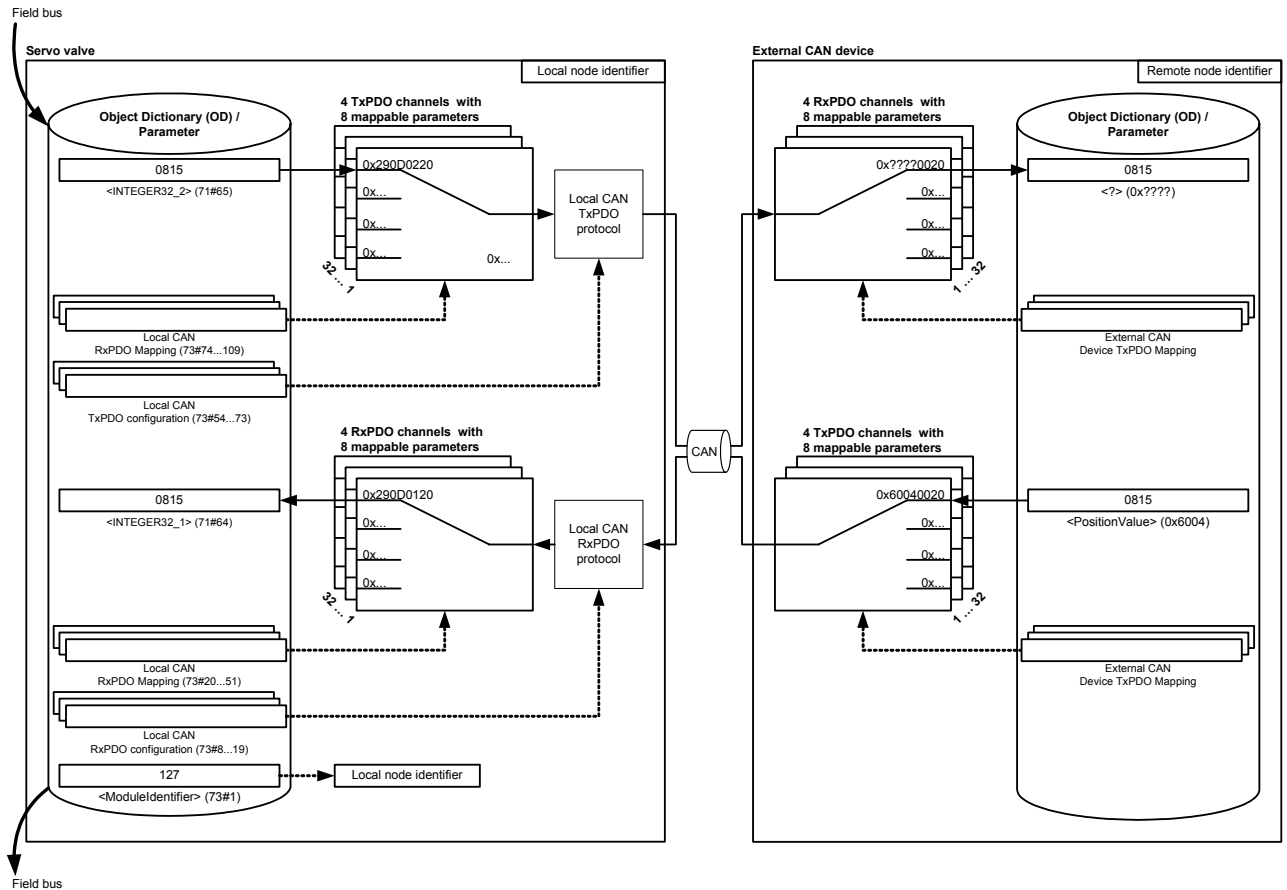 Field bus
Servo valve
Local node identifier
Object Dictionary (OD) /
Parameter
0815
<INTEGER32_2> (71#65)
4 TxPDO channels with
8 mappable parameters
0x290D0220
0x...
0x...
0x...
0x...
32 ... 1
Local CAN
TxPDO
protocol
Local CAN
RxPDO Mapping (73#74...109)
Local CAN
TxPDO configuration (73#54...73)
4 RxPDO channels with
8 mappable parameters
0815
<INTEGER32_1> (71#64)
0x290D0120
0x...
0x...
0x...
32 ... 1
Local CAN
RxPDO
protocol
Local CAN
RxPDO Mapping (73#20...51)
Local CAN
RxPDO configuration (73#8...19)
127
<ModuleIdentifier> (73#1)
Local node identifier
CAN
External CAN device
Remote node identifier
4 RxPDO channels with
8 mappable parameters
0x????0020
0x...
0x...
0x...
1 ... 32
Object Dictionary (OD) /
Parameter
0815
<?> (0x????)
External CAN
Device TxPDO Mapping
4 TxPDO channels with
8 mappable parameters
0x60040020
0x...
0x...
0x...
1 ... 32
0815
<PositionValue> (0x6004)
External CAN
Device TxPDO Mapping
Field bus